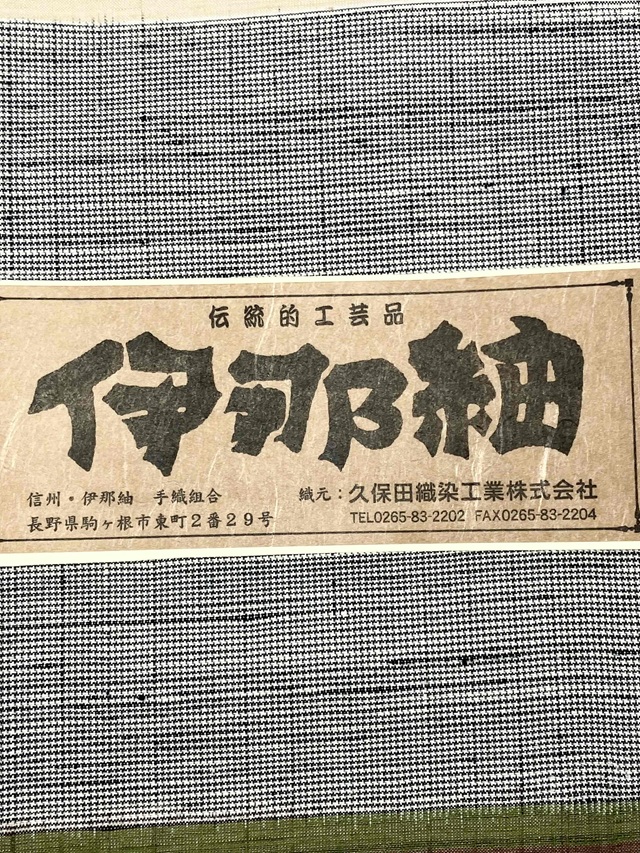 伝統的工芸品
伊那紬
信州・伊那紬 手織組合
長野県駒ヶ根市東町2番29号
織元:久保田織染工業株式会社
TEL0265-83-2202 FAX0265-83-2204